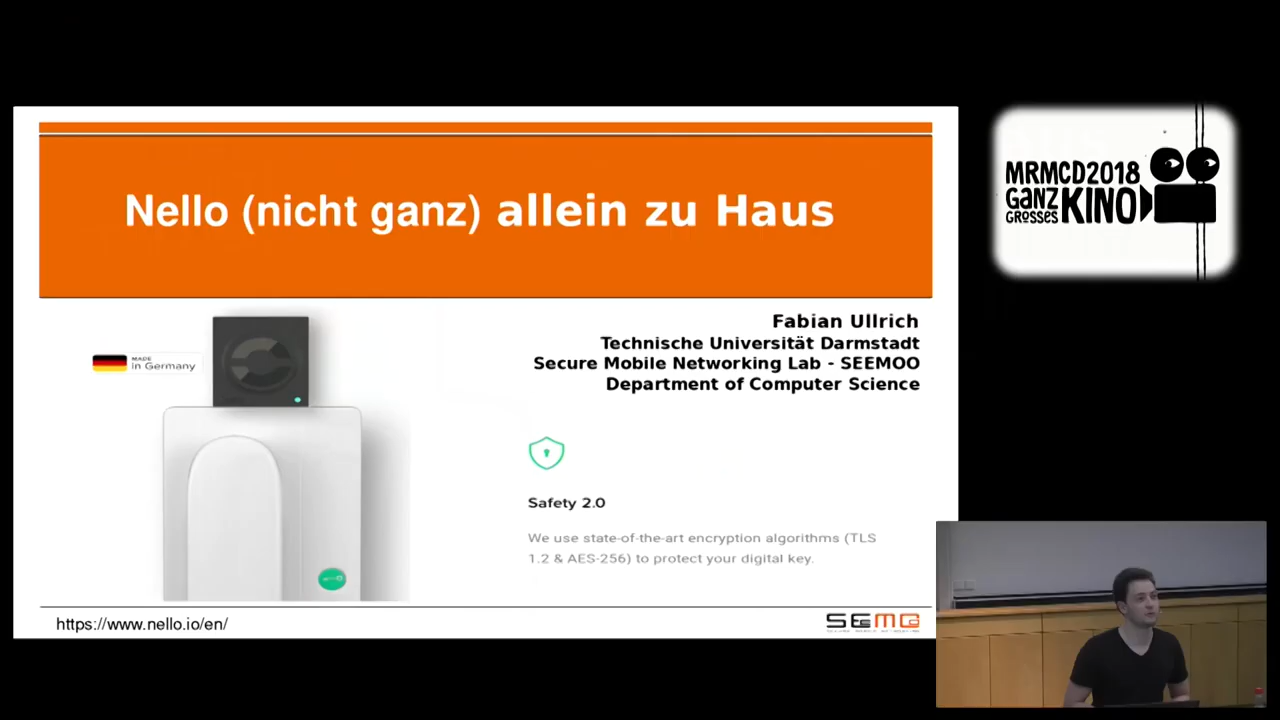 Nello (nicht ganz) allein zu Haus
MRMCD2018
GANZ
GROSSES
KINO
MADE
in Germany
Fabian Ullrich
Technische Universität Darmstadt
Secure Mobile Networking Lab - SEEMOO
Department of Computer Science
Safety 2.0
We use state-of-the-art encryption algorithms (TLS
1.2 & AES-256) to protect your digital key.
https://www.nello.io/en/